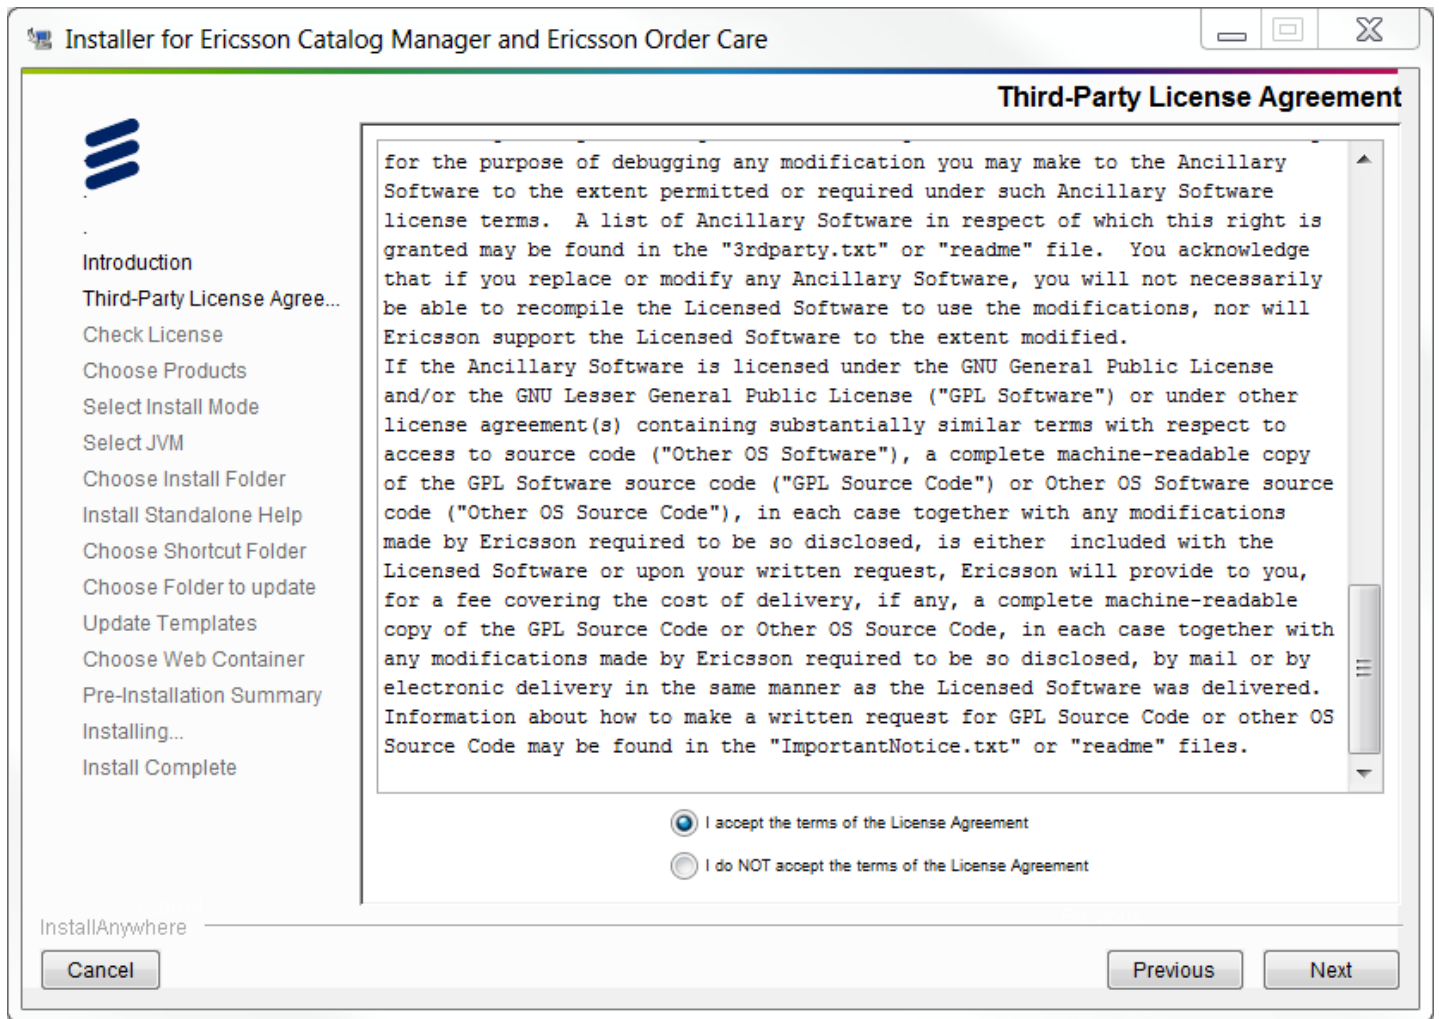 Installer for Ericsson Catalog Manager and Ericsson Order Care
Third-Party License Agreement
.
.
Introduction
Third-Party License Agree...
Check License
Choose Products
Select Install Mode
Select JVM
Choose Install Folder
Install Standalone Help
Choose Shortcut Folder
Choose Folder to update
Update Templates
Choose Web Container
Pre-Installation Summary
Installing...
Install Complete
for the purpose of debugging any modification you may make to the Ancillary
Software to the extent permitted or required under such Ancillary Software
license terms.  A list of Ancillary Software in respect of which this right is
granted may be found in the "3rdparty.txt" or "readme" file.  You acknowledge
that if you replace or modify any Ancillary Software, you will not necessarily
be able to recompile the Licensed Software to use the modifications, nor will
Ericsson support the Licensed Software to the extent modified.
If the Ancillary Software is licensed under the GNU General Public License
and/or the GNU Lesser General Public License ("GPL Software") or under other
license agreement(s) containing substantially similar terms with respect to
access to source code ("Other OS Software"), a complete machine-readable copy
of the GPL Software source code ("GPL Source Code") or Other OS Software source
code ("Other OS Source Code"), in each case together with any modifications
made by Ericsson required to be so disclosed, is either  included with the
Licensed Software or upon your written request, Ericsson will provide to you,
for a fee covering the cost of delivery, if any, a complete machine-readable
copy of the GPL Source Code or Other OS Source Code, in each case together with
any modifications made by Ericsson required to be so disclosed, by mail or by
electronic delivery in the same manner as the Licensed Software was delivered.
Information about how to make a written request for GPL Source Code or other OS
Source Code may be found in the "ImportantNotice.txt" or "readme" files.
I accept the terms of the License Agreement
I do NOT accept the terms of the License Agreement
InstallAnywhere
Cancel
Previous
Next